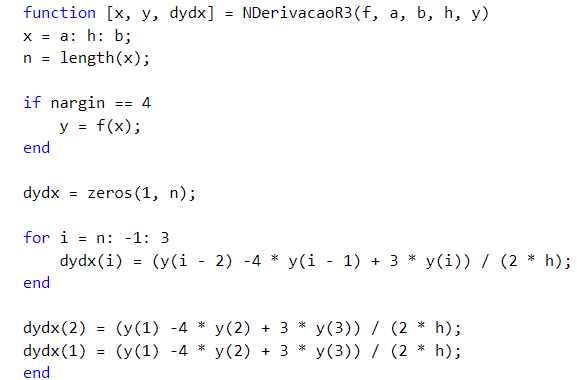 function [x, y, dydx] = NDerivacaoR3(f, a, b, h, y)
x = a: h: b;
n = length(x);
if nargin == 4
y = f(x);
end
dydx = zeros(1, n);
for i = n: -1: 3
dydx(i) = (y(i - 2) -4 * y(i - 1) + 3 * y(i)) / (2 * h);
end
dydx(2) = (y(1) -4 * y(2) + 3 * y(3)) / (2 * h);
dydx(1) = (y(1) -4 * y(2) + 3 * y(3)) / (2 * h);
end